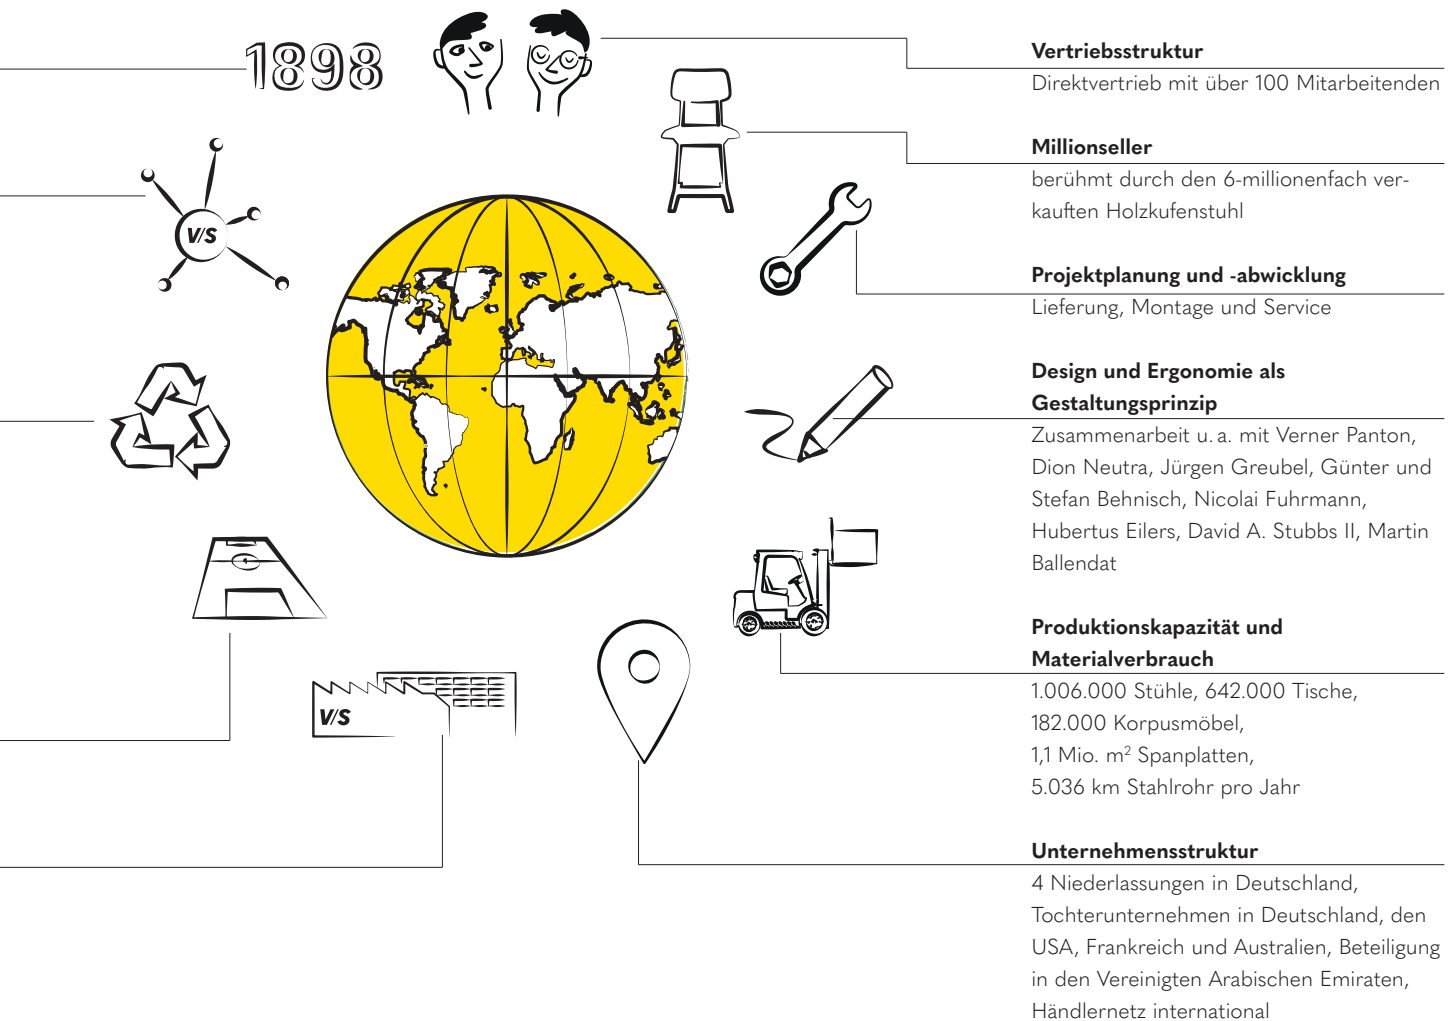 1898
V/S
V/S
Vertriebsstruktur
Direktvertrieb mit über 100 Mitarbeitenden
Millionseller
berühmt durch den 6-millionenfach ver-
kauften Holzkufenstuhl
Projektplanung und -abwicklung
Lieferung, Montage und Service
Design und Ergonomie als
Gestaltungsprinzip
Zusammenarbeit u. a. mit Verner Panton,
Dion Neutra, Jürgen Greubel, Günter und
Stefan Behnisch, Nicolai Fuhrmann,
Hubertus Eilers, David A. Stubbs II, Martin
Ballendat
Produktionskapazität und
Materialverbrauch
1.006.000 Stühle, 642.000 Tische,
182.000 Korpusmöbel,
1,1 Mio. m² Spanplatten,
5.036 km Stahlrohr pro Jahr
Unternehmensstruktur
4 Niederlassungen in Deutschland,
Tochterunternehmen in Deutschland, den
USA, Frankreich und Australien, Beteiligung
in den Vereinigten Arabischen Emiraten,
Händlernetz international